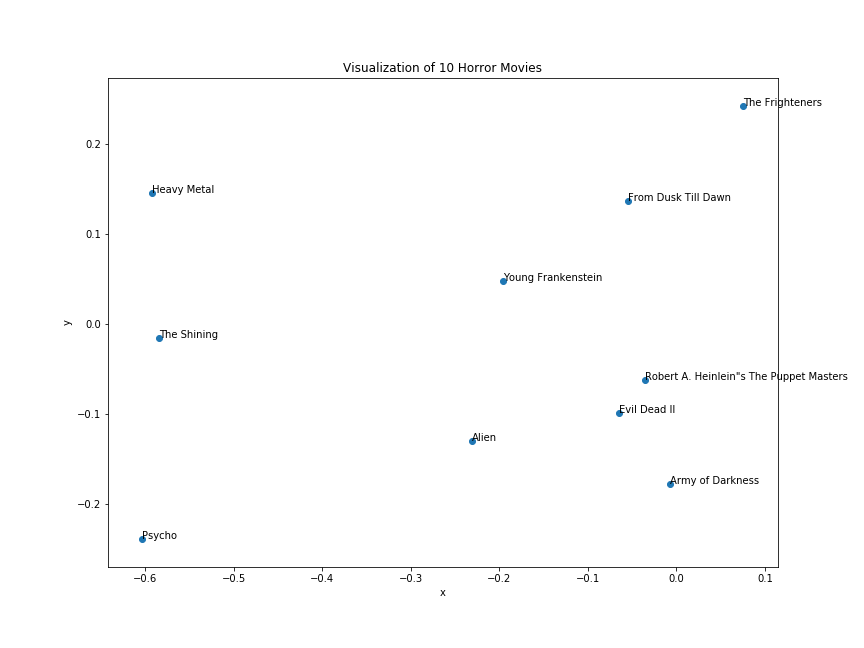 Visualization of 10 Horror Movies
The Frighteners
0.2
Heavy Metal
From Dusk Till Dawn
0.1
Young Frankenstein
y
0.0
The Shining
Robert A. Heinlein"s The Puppet Masters
−0.1
Evil Dead II
Alien
Army of Darkness
−0.2
Psycho
−0.6 −0.5 −0.4 −0.3 −0.2 −0.1 0.0 0.1
x